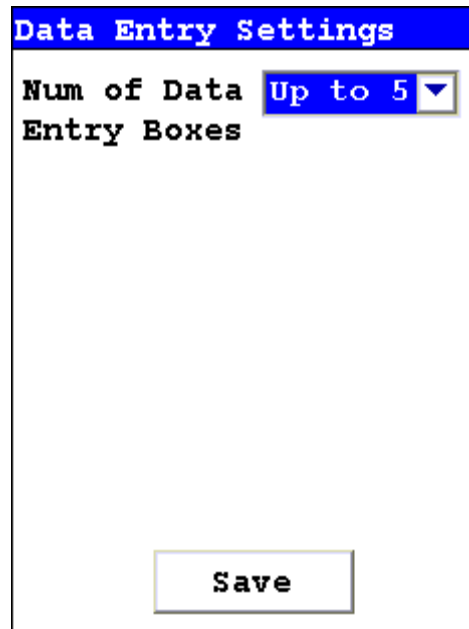 Data Entry Settings
Num of Data Up to 5
Entry Boxes
Save